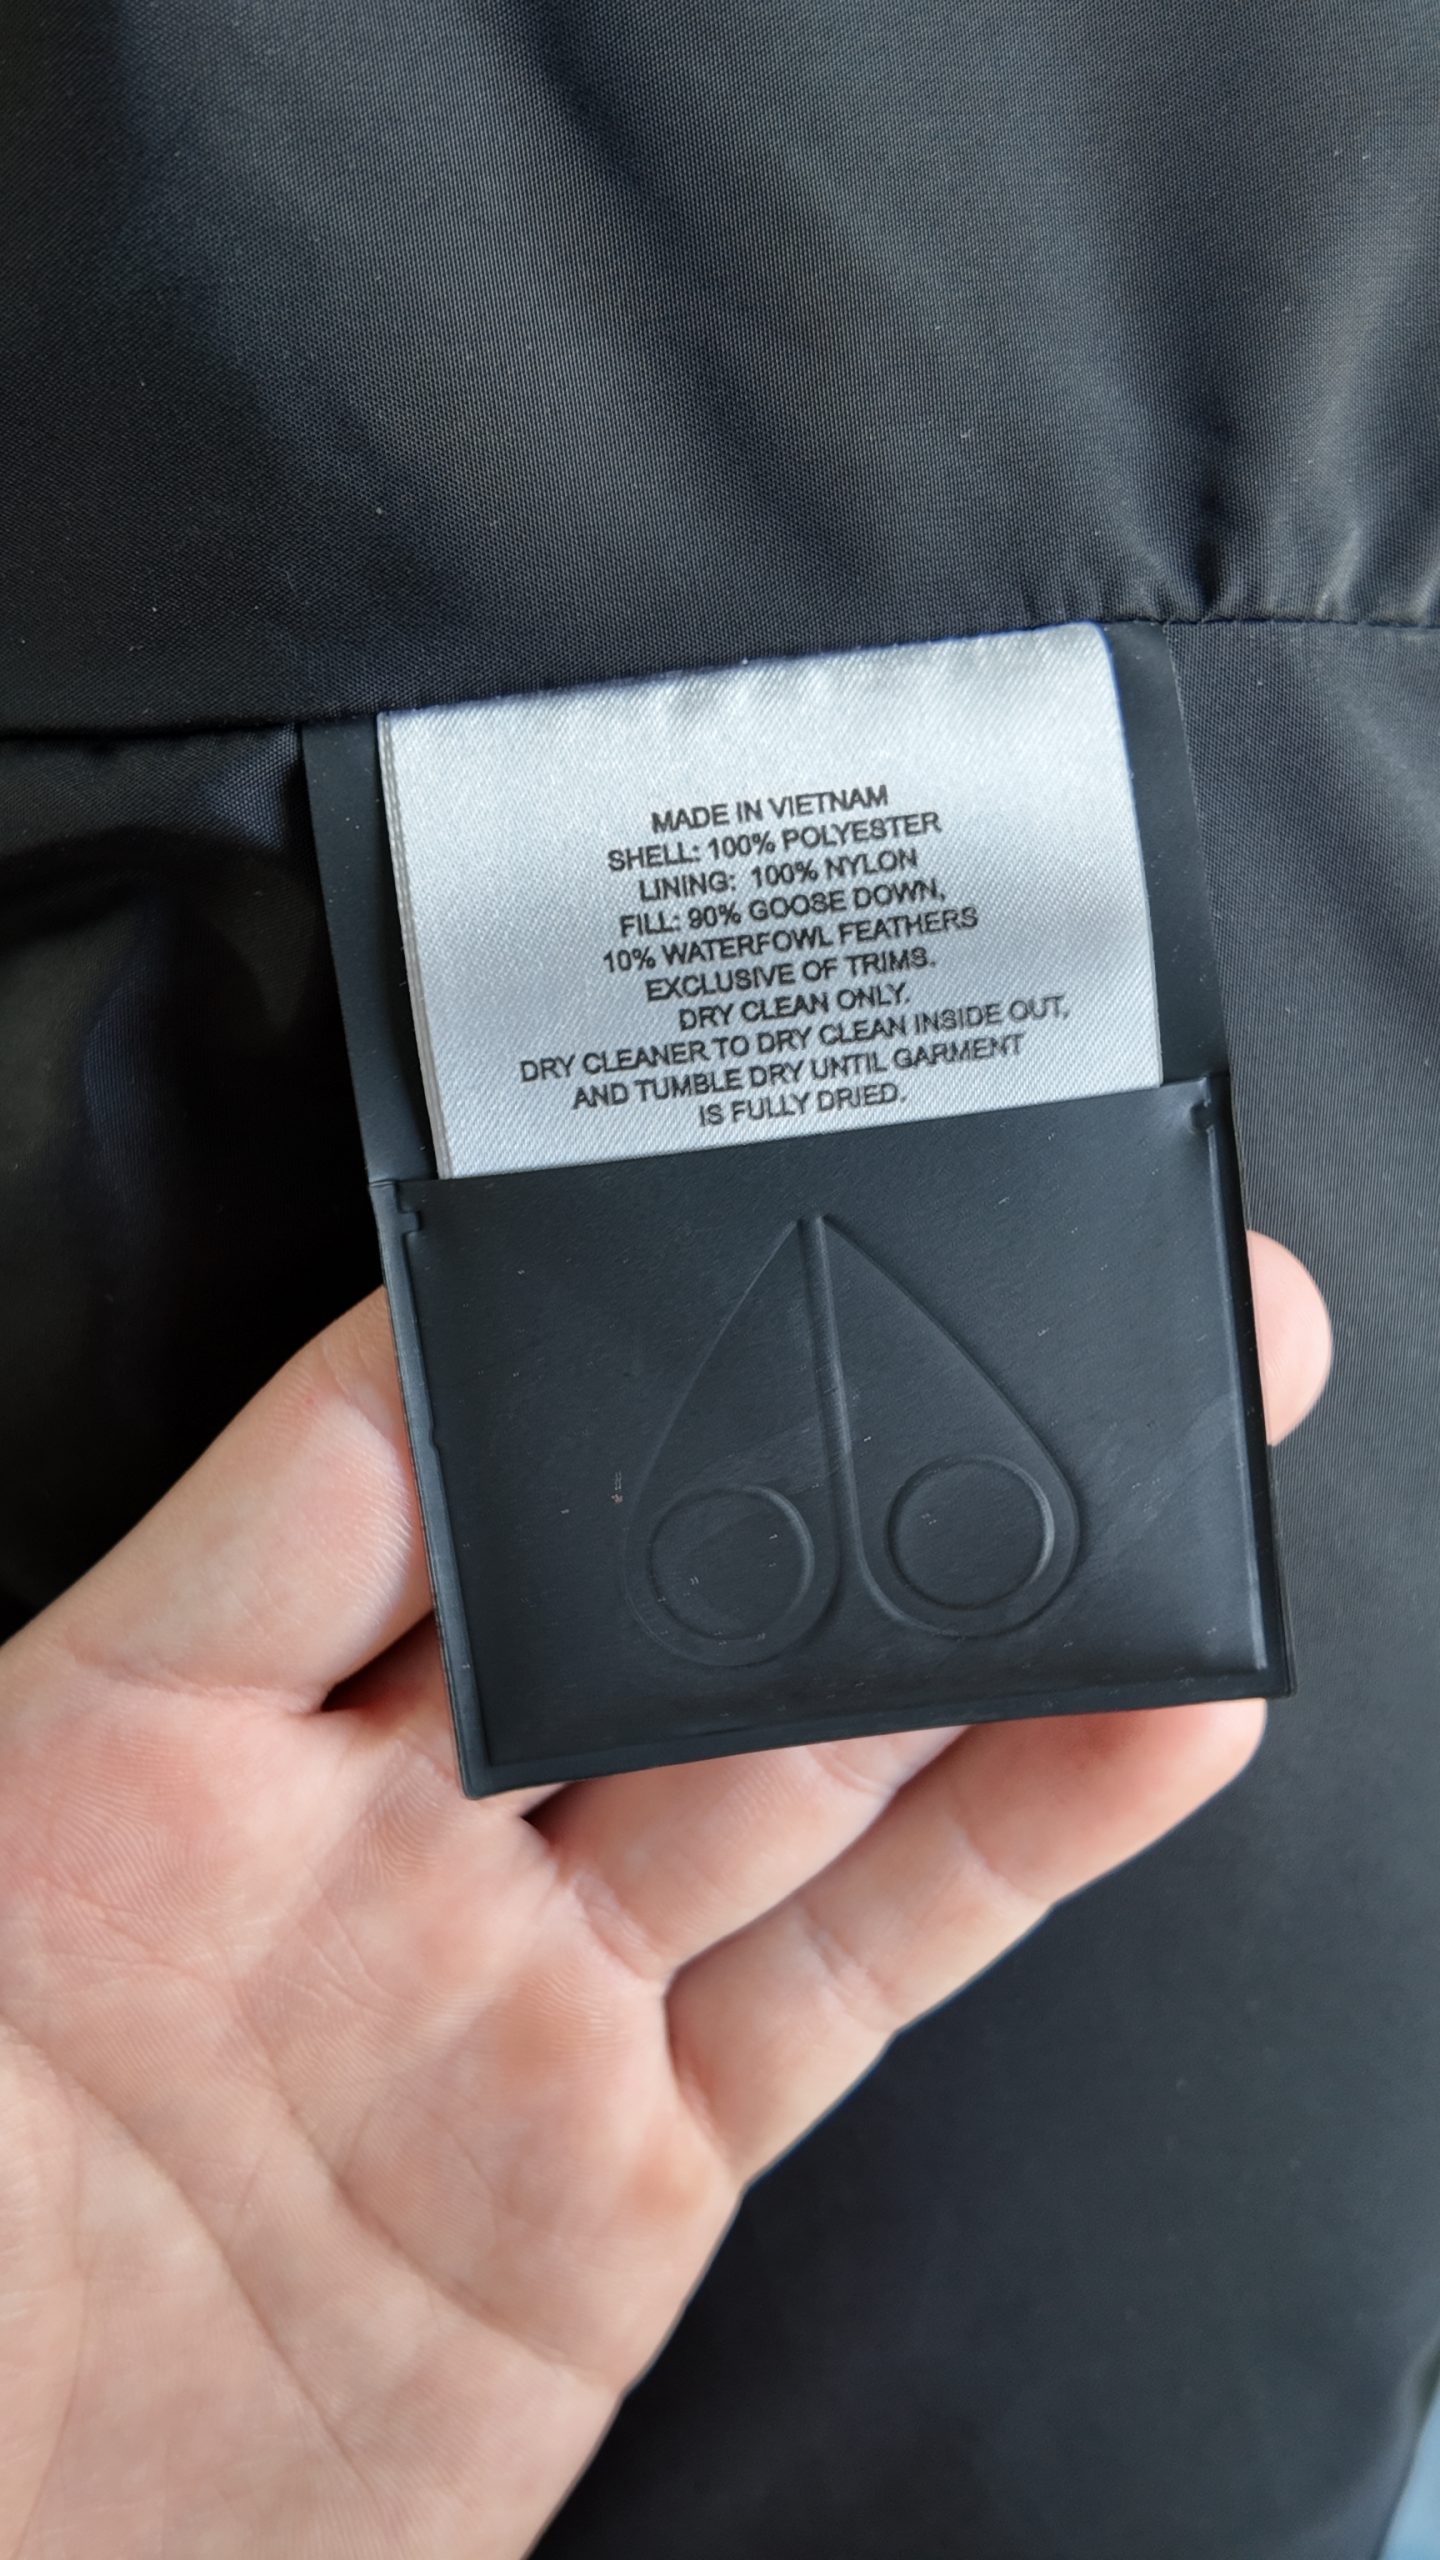 MADE IN VIETNAM
SHELL: 100% POLYESTER
LINING: 100% NYLON
FILL: 90% GOOSE DOWN,
10% WATERFOWL FEATHERS
EXCLUSIVE OF TRIMS.
DRY CLEAN ONLY.
DRY CLEANER TO DRY CLEAN INSIDE OUT,
AND TUMBLE DRY UNTIL GARMENT
IS FULLY DRIED.